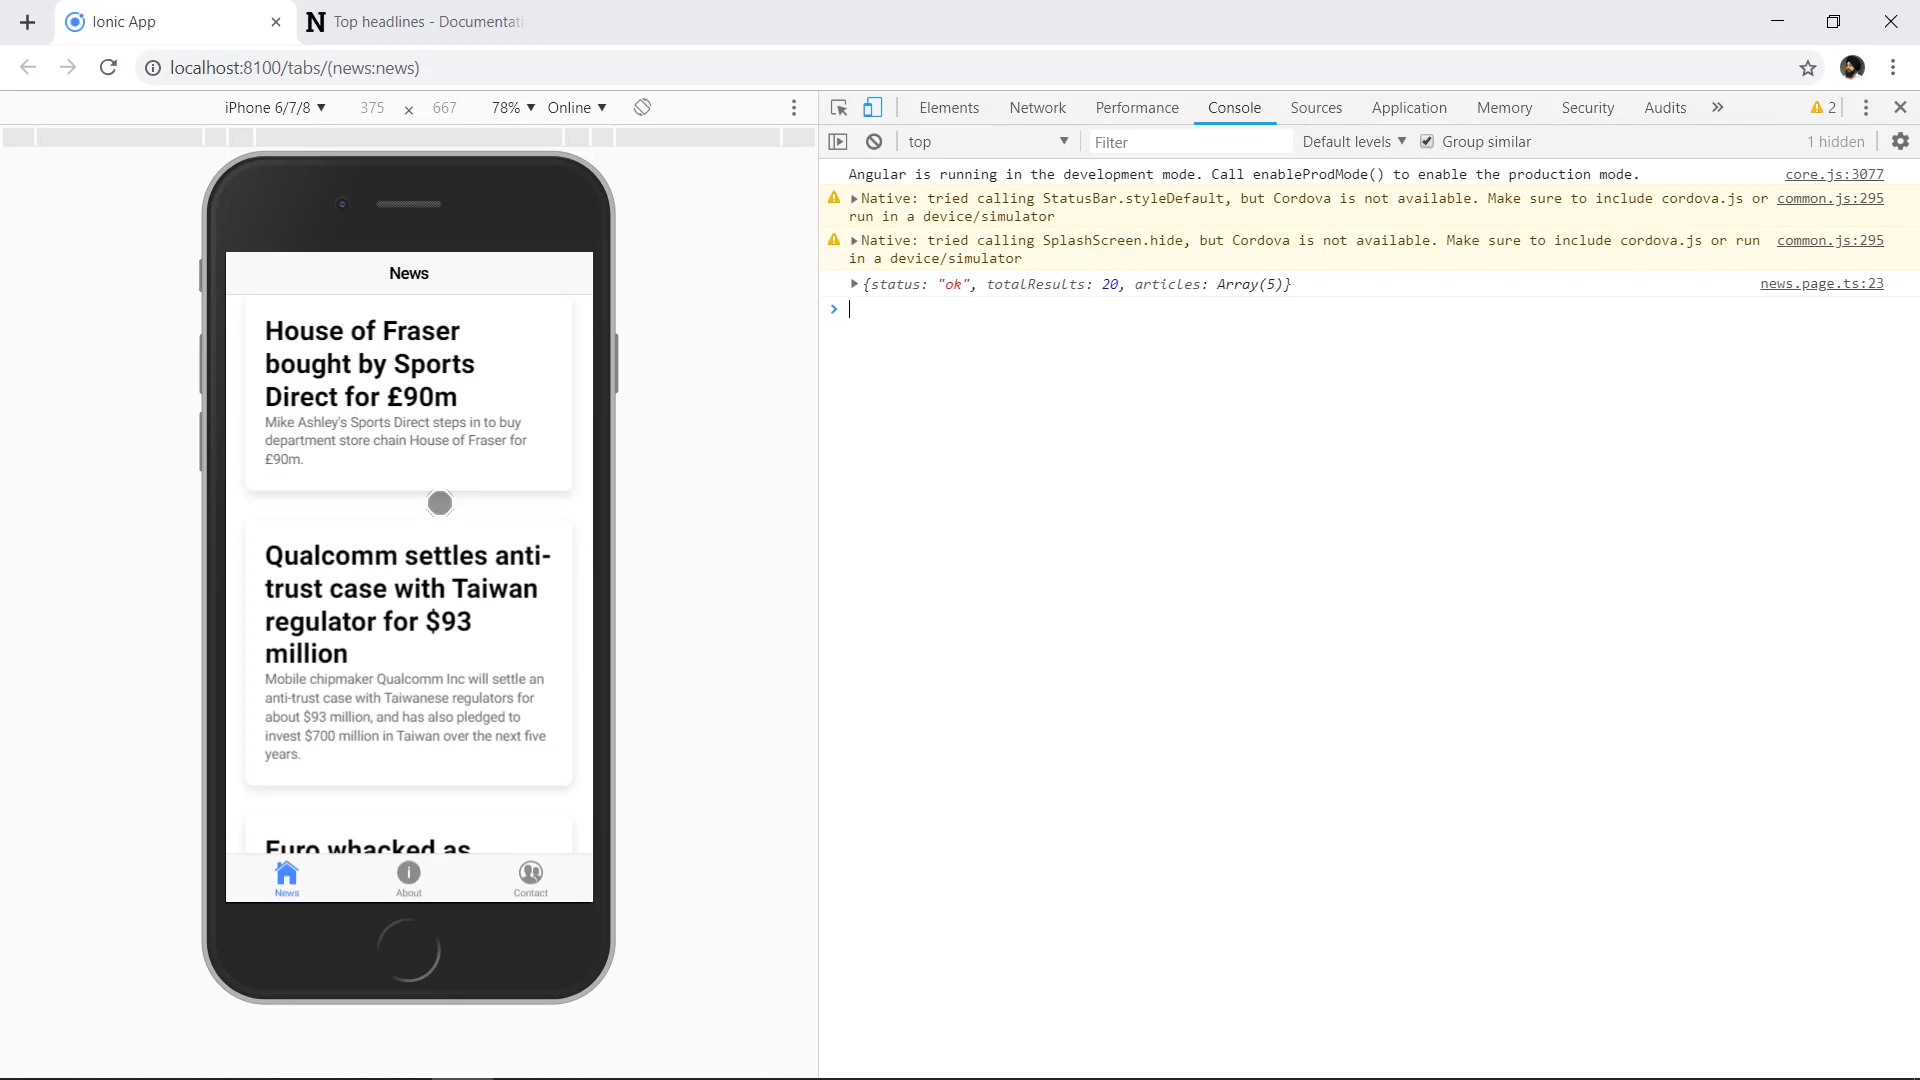 Ionic App
Top headlines - Documentati
localhost:8100/tabs/(news:news)
iPhone 6/7/8 375 × 667 78% Online
Elements Network Performance Console Sources Application Memory Security Audits » 2
top Filter Default levels Group similar 1 hidden
Angular is running in the development mode. Call enableProdMode() to enable the production mode. core.js:3077
Native: tried calling StatusBar.styleDefault, but Cordova is not available. Make sure to include cordova.js or common.js:295
run in a device/simulator
Native: tried calling SplashScreen.hide, but Cordova is not available. Make sure to include cordova.js or run common.js:295
in a device/simulator
{status: "ok", totalResults: 20, articles: Array(5)} news.page.ts:23
News
House of Fraser
bought by Sports
Direct for £90m
Mike Ashley's Sports Direct steps in to buy
department store chain House of Fraser for
£90m.
Qualcomm settles anti-
trust case with Taiwan
regulator for $93
million
Mobile chipmaker Qualcomm Inc will settle an
anti-trust case with Taiwanese regulators for
about $93 million, and has also pledged to
invest $700 million in Taiwan over the next five
years.
Euro whacked as
News About Contact